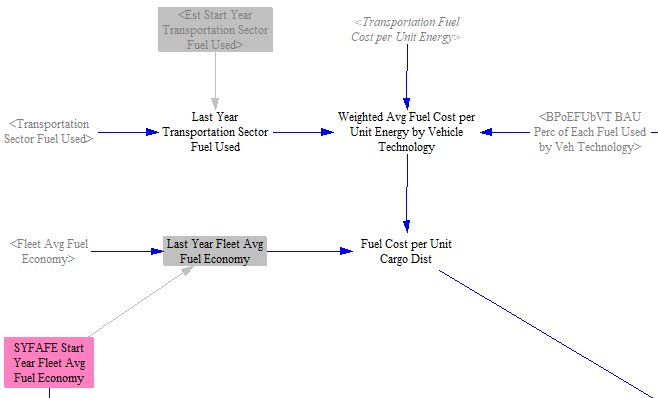 <Est Start Year
Transportation Sector
Fuel Used>
<Transportation Fuel
Cost per Unit Energy>
<Transportation
Sector Fuel Used>
Last Year
Transportation Sector
Fuel Used
Weighted Avg Fuel Cost per
Unit Energy by Vehicle
Technology
<BPoEFUbVT BAU
Perc of Each Fuel Used
by Veh Technology>
<Fleet Avg Fuel
Economy>
Last Year Fleet Avg
Fuel Economy
Fuel Cost per Unit
Cargo Dist
SYFAFE Start
Year Fleet Avg
Fuel Economy